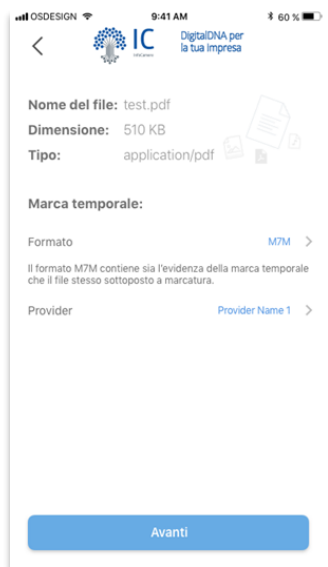 OSDESIGN 9:41 AM 60 %
IC
InfoCamere
DigitalDNA per
la tua Impresa
Nome del file: test.pdf
Dimensione: 510 KB
Tipo: application/pdf
Marca temporale:
Formato M7M
Il formato M7M contiene sia l'evidenza della marca temporale
che il file stesso sottoposto a marcatura.
Provider Provider Name 1
Avanti